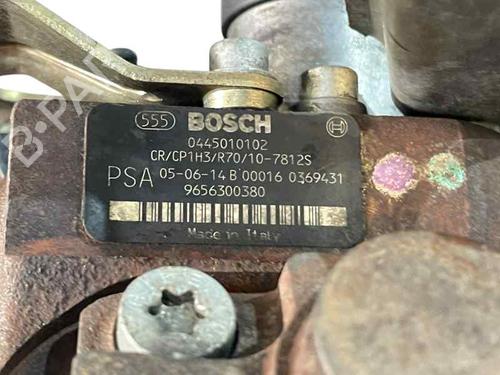 555 BOSCH
0445010102
CR/CP1H3/R70/10-7812S
PSA 05-06-14 B 00016 0369431
9656300380
Made in Italy